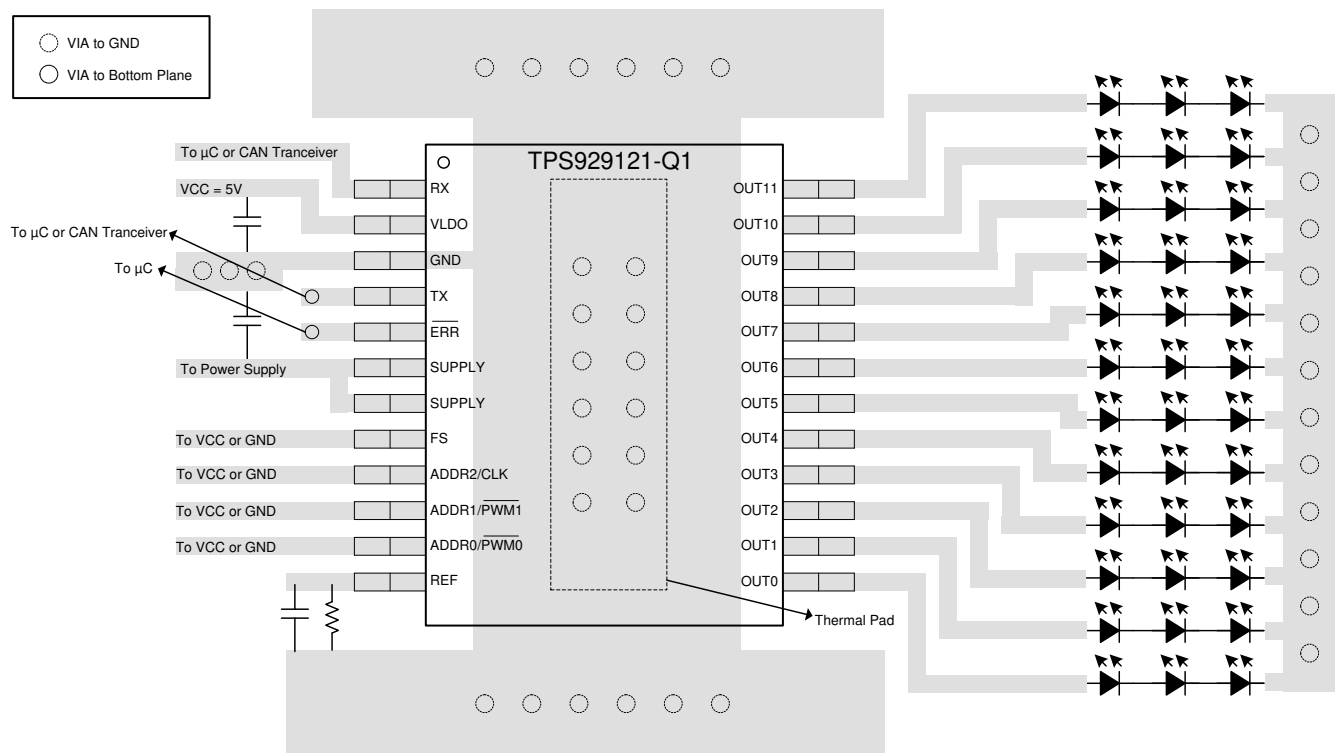 VIA to GND
VIA to Bottom Plane
To µC or CAN Tranceiver
VCC = 5V
To µC or CAN Tranceiver
To µC
To Power Supply
To VCC or GND
To VCC or GND
To VCC or GND
To VCC or GND
TPS929121-Q1
RX
VLDO
GND
TX
ERR
SUPPLY
SUPPLY
FS
ADDR2/CLK
ADDR1/PWM1
ADDR0/PWM0
REF
OUT11
OUT10
OUT9
OUT8
OUT7
OUT6
OUT5
OUT4
OUT3
OUT2
OUT1
OUT0
Thermal Pad